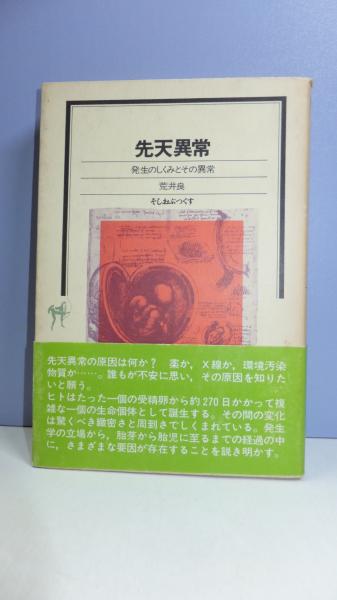 先天異常
発生のしくみとその異常
荒井良
そしおぶっくす
先天異常の原因は何か？　薬か，X線か，環境汚染
物質か……。誰もが不安に思い，その原因を知りた
いと願う。
ヒトはたった一個の受精卵から約270日かかって複
雑な一個の生命個体として誕生する。その間の変化
は驚くべき緻密さと周到さでしくまれている。発生
学の立場から，胎芽から胎児に至るまでの経過の中
に，さまざまな要因が存在することを説き明かす。